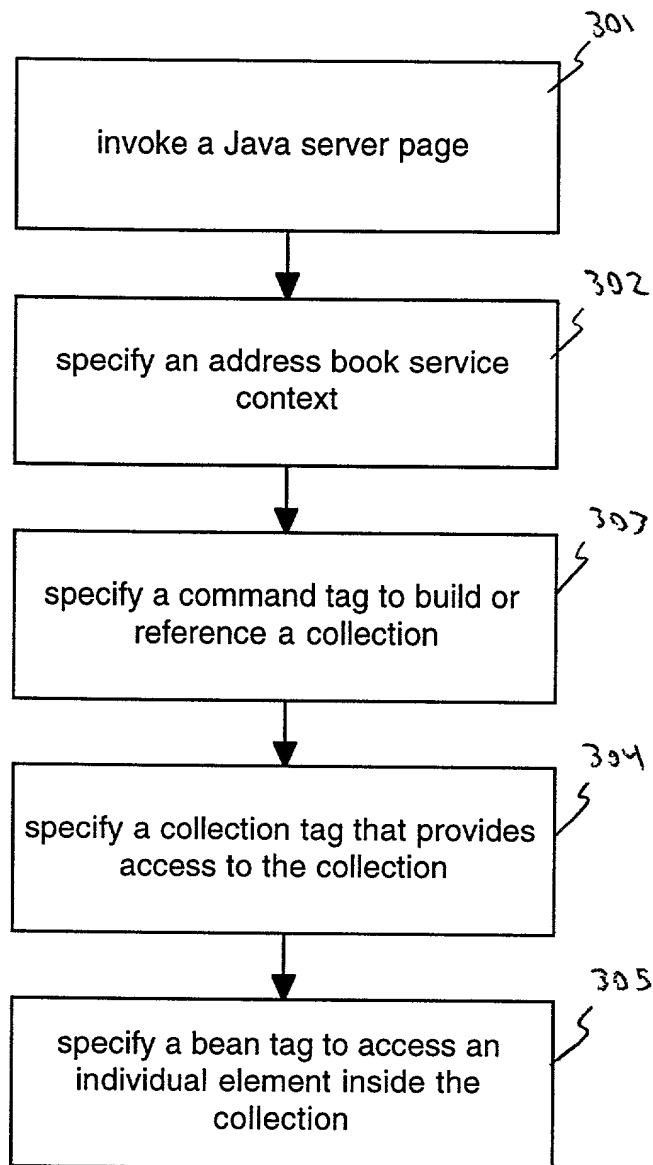 301
invoke a Java server page
302
specify an address book service
context
303
specify a command tag to build or
reference a collection
304
specify a collection tag that provides
access to the collection
305
specify a bean tag to access an
individual element inside the
collection